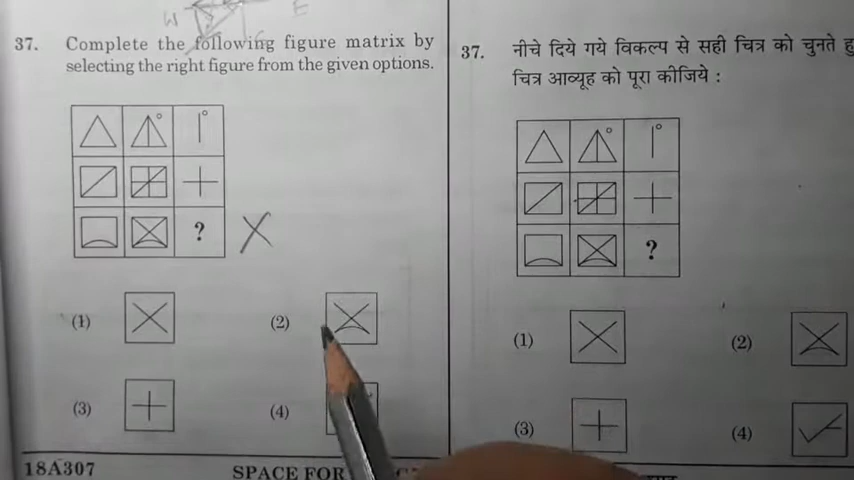 W E
37. Complete the following figure matrix by
selecting the right figure from the given options.
?
X
(1) (2)
(3) (4)
18A307 SPACE FOR
37. नीचे दिये गये विकल्प से सही चित्र को चुनते
चित्र आव्यूह को पूरा कीजिये :
?
(1) (2)
(3) (4)